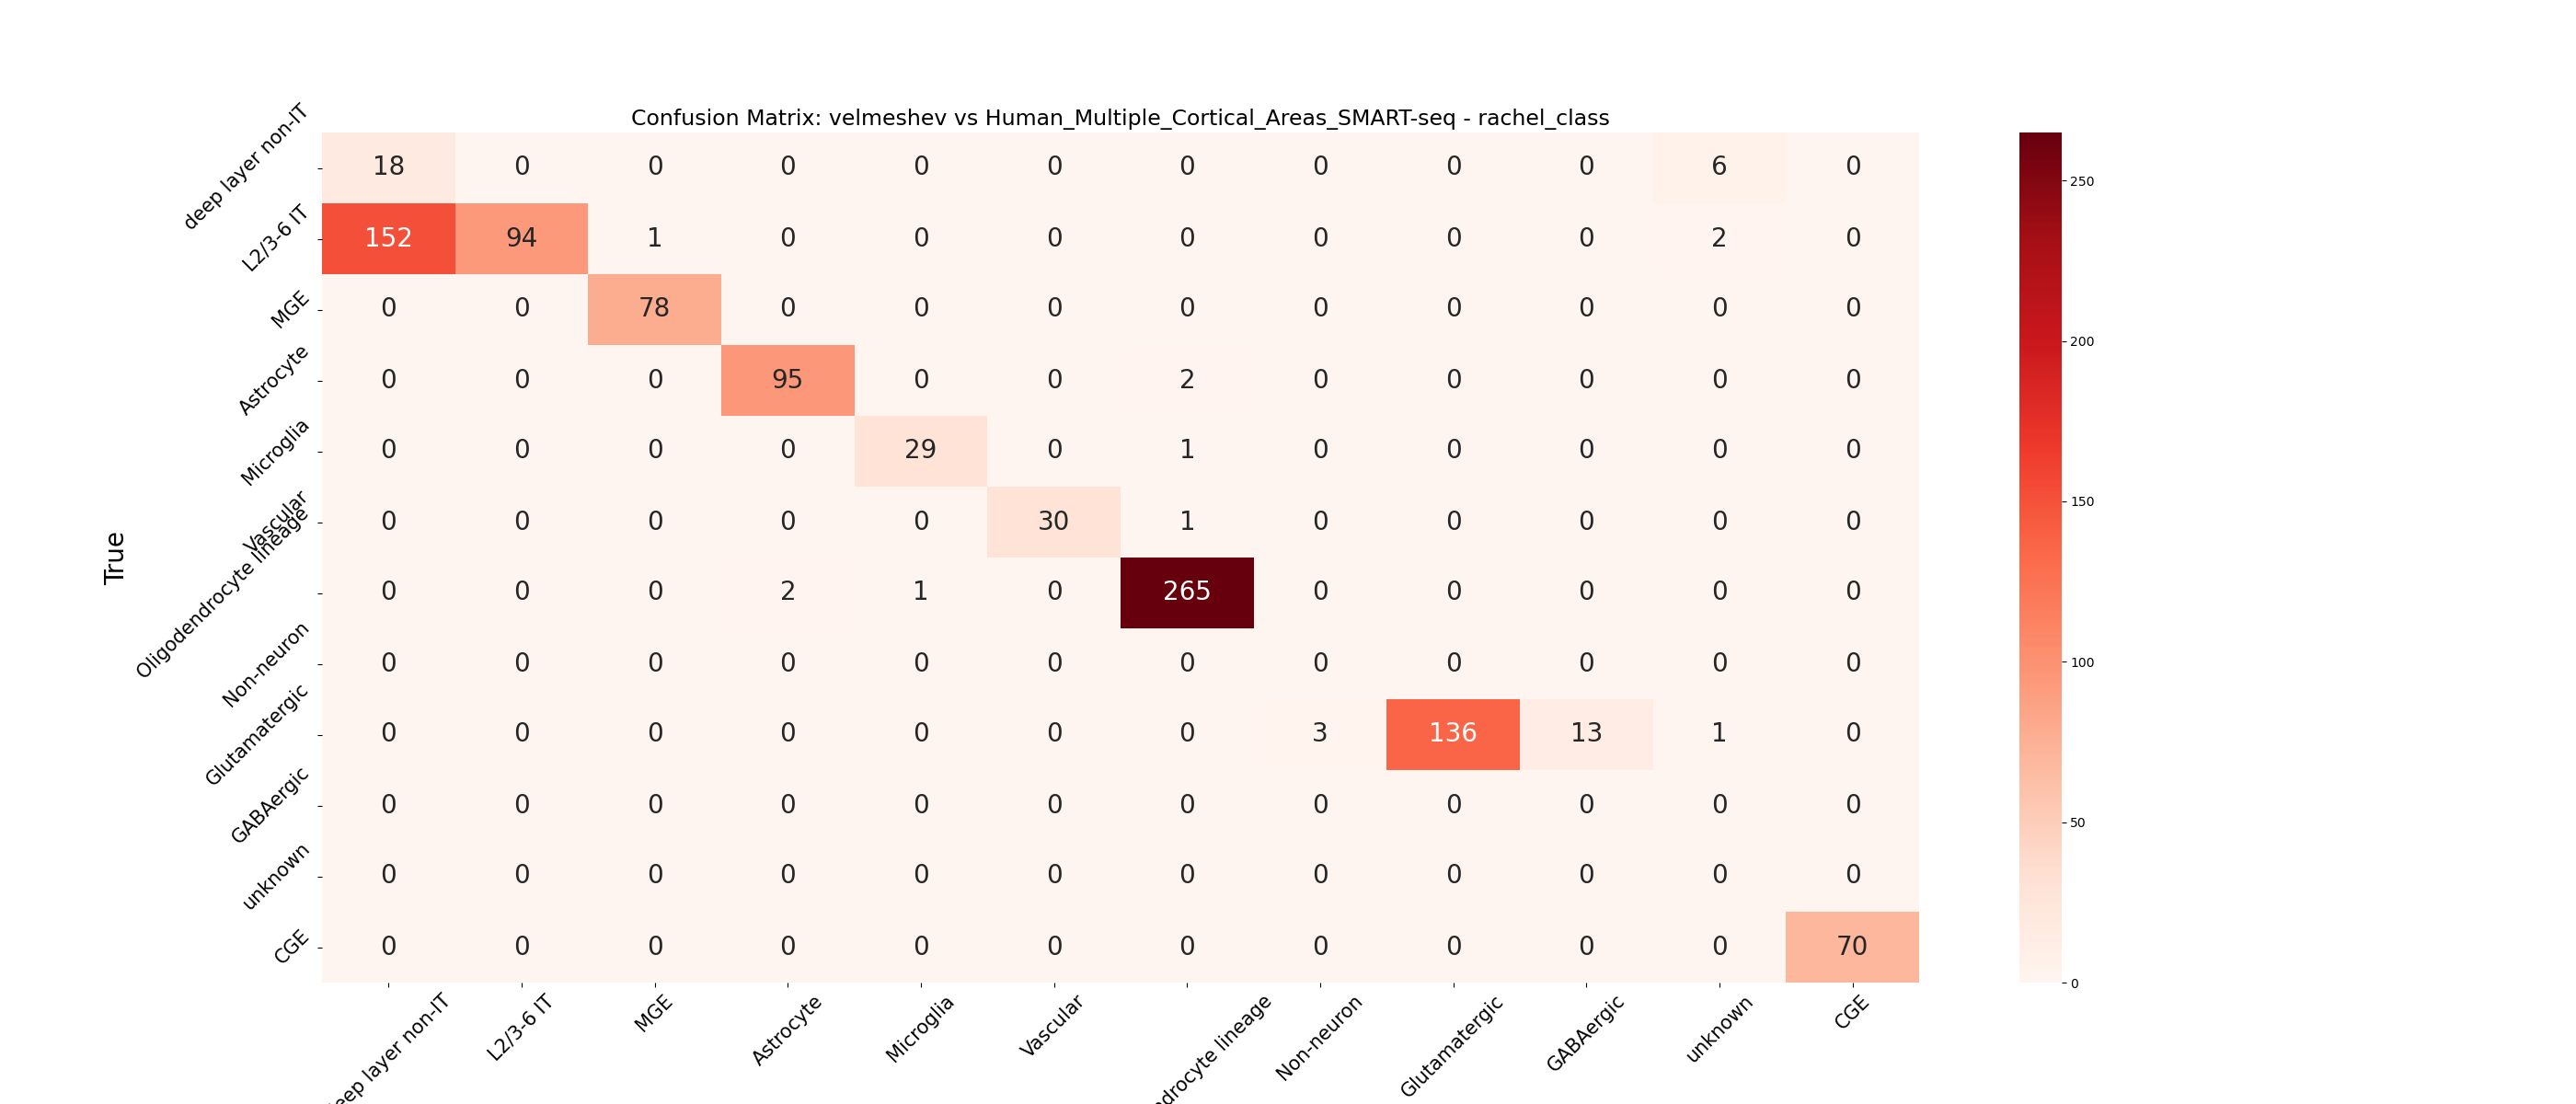 Confusion Matrix: velmeshev vs Human_Multiple_Cortical_Areas_SMART-seq - rachel_class
True
deep layer non-IT 18 0 0 0 0 0 0 0 0 0 6 0
L2/3-6 IT 152 94 1 0 0 0 0 0 0 0 2 0
MGE 0 0 78 0 0 0 0 0 0 0 0 0
Astrocyte 0 0 0 95 0 0 2 0 0 0 0 0
Microglia 0 0 0 0 29 0 1 0 0 0 0 0
Vascular 0 0 0 0 0 30 1 0 0 0 0 0
Oligodendrocyte lineage 0 0 0 2 1 0 265 0 0 0 0 0
Non-neuron 0 0 0 0 0 0 0 0 0 0 0 0
Glutamatergic 0 0 0 0 0 0 0 3 136 13 1 0
GABAergic 0 0 0 0 0 0 0 0 0 0 0 0
unknown 0 0 0 0 0 0 0 0 0 0 0 0
CGE 0 0 0 0 0 0 0 0 0 0 0 70
eep layer non-IT L2/3-6 IT MGE Astrocyte Microglia Vascular drocyte lineage Non-neuron Glutamatergic GABAergic unknown CGE
250
200
150
100
50
0